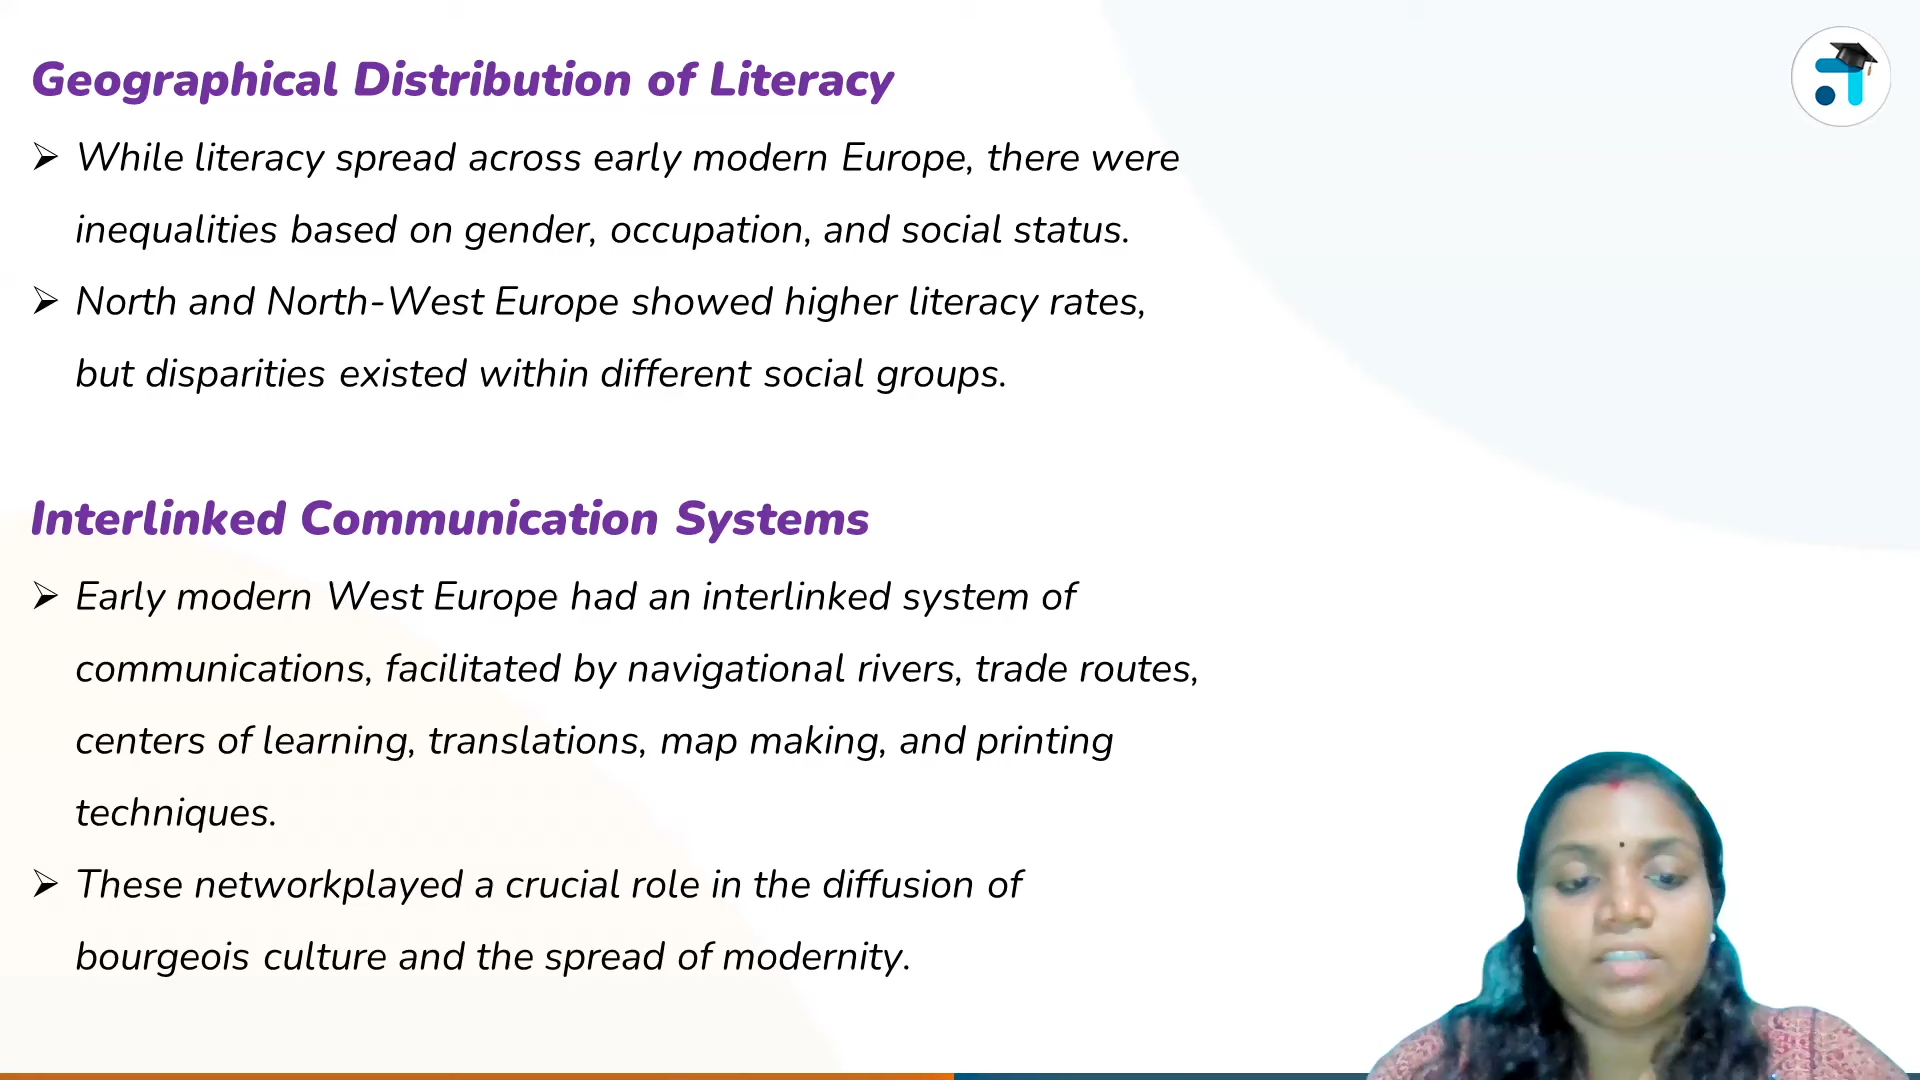 Geographical Distribution of Literacy
➢ While literacy spread across early modern Europe, there were
inequalities based on gender, occupation, and social status.
➢ North and North-West Europe showed higher literacy rates,
but disparities existed within different social groups.
Interlinked Communication Systems
➢ Early modern West Europe had an interlinked system of
communications, facilitated by navigational rivers, trade routes,
centers of learning, translations, map making, and printing
techniques.
➢ These networkplayed a crucial role in the diffusion of
bourgeois culture and the spread of modernity.